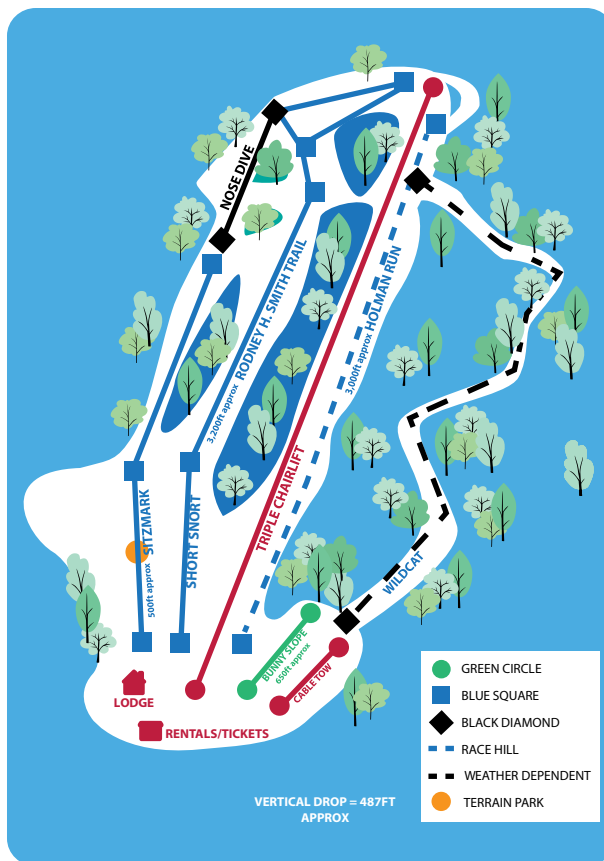 NOSE DIVE
3,200ft approx RODNEY H. SMITH TRAIL
3,000ft approx HOLMAN RUN
TRIPLE CHAIRLIFT
500ft approx SITZMARK
SHORT SNORT
WILDCAT
BUNNY SLOPE
650ft approx
CABLE TOW
LODGE
RENTALS/TICKETS
GREEN CIRCLE
BLUE SQUARE
BLACK DIAMOND
RACE HILL
WEATHER DEPENDENT
TERRAIN PARK
VERTICAL DROP = 487FT
APPROX